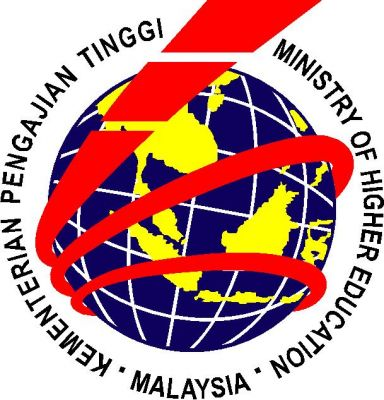 KEMENTERIAN PENGAJIAN TINGGI
MINISTRY OF HIGHER EDUCATION
· MALAYSIA ·